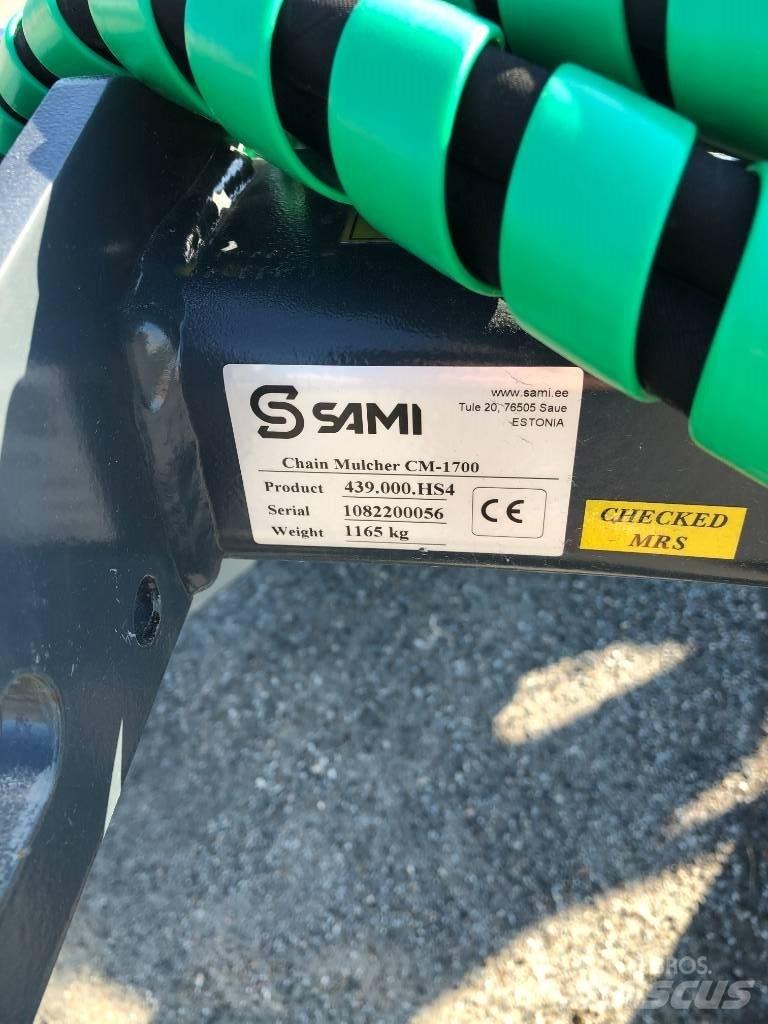 SAMI
www.sami.ee
Tule 20, 76505 Saue
ESTONIA
Chain Mulcher CM-1700
Product 439.000.HS4
Serial 1082200056
Weight 1165 kg
CE
CHECKED
MRS